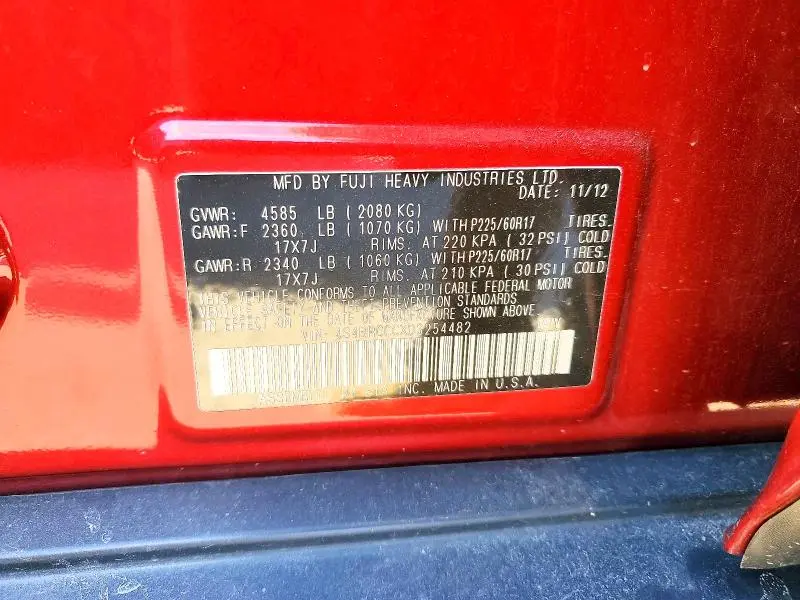 MFD BY FUJI HEAVY INDUSTRIES LTD.
DATE: 11/12
GVWR: 4585 LB ( 2080 KG)
GAWR:F 2360 LB ( 1070 KG) WITH P225/60R17 TIRES.
17X7J RIMS. AT 220 KPA ( 32 PSI) COLD
GAWR:R 2340 LB ( 1060 KG) WITH P225/60R17 TIRES.
17X7J RIMS. AT 210 KPA ( 30 PSI) COLD
THIS VEHICLE CONFORMS TO ALL APPLICABLE FEDERAL MOTOR
VEHICLE SAFETY AND THEFT PREVENTION STANDARDS
IN EFFECT ON THE DATE OF MANUFACTURE SHOWN ABOVE.
VIN: MPV
INC. MADE IN U.S.A.